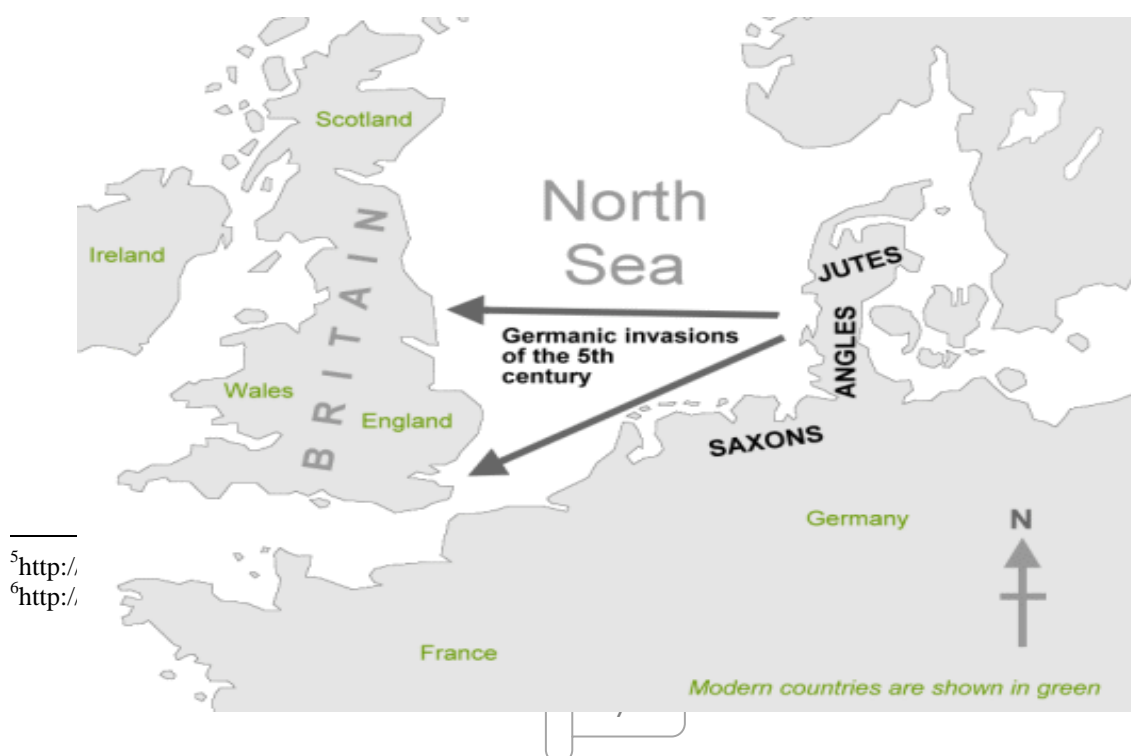 Scotland
North
Sea
Ireland
BRITAIN
JUTES
ANGLES
Germanic invasions
of the 5th
century
Wales
England
SAXONS
Germany
N
5http://
6http://
France
Modern countries are shown in green